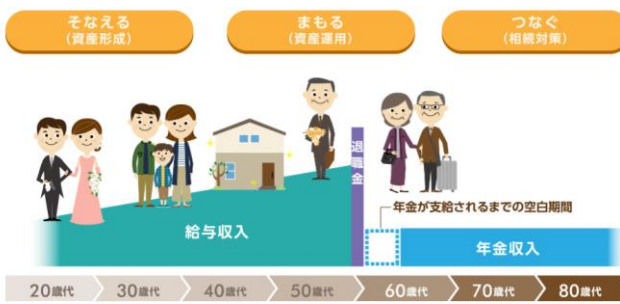 そなえる
（資産形成）
まもる
（資産運用）
つなぐ
（相続対策）
退職金
年金が支給されるまでの空白期間
給与収入
年金収入
20歳代
30歳代
40歳代
50歳代
60歳代
70歳代
80歳代